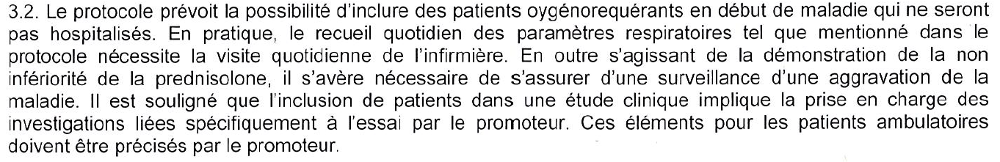 3.2. Le protocole prévoit la possibilité d'inclure des patients oygénorequérants en début de maladie qui ne seront
pas hospitalisés. En pratique, le recueil quotidien des paramètres respiratoires tel que mentionné dans le
protocole nécessite la visite quotidienne de l'infirmière. En outre s'agissant de la démonstration de la non
infériorité de la prednisolone, il s'avère nécessaire de s'assurer d'une surveillance d'une aggravation de la
maladie. Il est souligné que l'inclusion de patients dans une étude clinique implique la prise en charge des
investigations liées spécifiquement à l'essai par le promoteur. Ces éléments pour les patients ambulatoires
doivent être précisés par le promoteur.